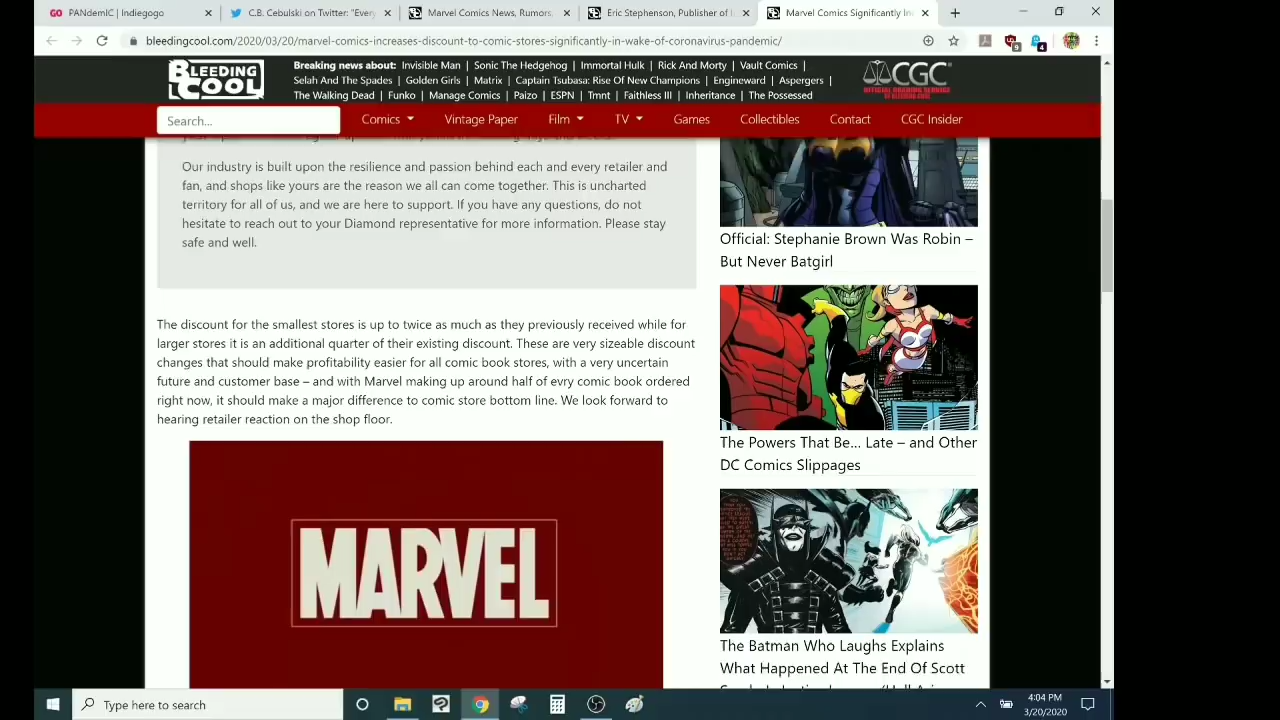 PANdemIC | Indiegogo
C.B. Cebulski on Twitter: "Every
Marvel Comics News, Rumors,
Eric Stephenson, Publisher of I
Marvel Comics Significantly In
bleedingcool.com/2020/03/20/marvel-comics-increases-discount-to-comic-stores-significantly-in-wake-of-coronavirus-pandemic/
9
4
BLEEDING
COOL
Breaking news about: Invisible Man | Sonic The Hedgehog | Immortal Hulk | Rick And Morty | Vault Comics |
Selah And The Spades | Golden Girls | Matrix | Captain Tsubasa: Rise Of New Champions | Engineward | Aspergers |
The Walking Dead | Funko | Manage Comics | Paizo | ESPN | Tmnt | Faithless III | Inheritance | The Possessed
CGC
OFFICIAL GRADING SERVICE
OF BLEEDING COOL
Search...
Comics
Vintage Paper
Film
TV
Games
Collectibles
Contact
CGC Insider
Our industry is built upon the resilience and passion behind each and every retailer and
fan, and shops like yours are the reason we all can come together. This is uncharted
territory for all of us, and we are here to support. If you have any questions, do not
hesitate to reach out to your Diamond representative for more information. Please stay
safe and well.
The discount for the smallest stores is up to twice as much as they previously received while for
larger stores it is an additional quarter of their existing discount. These are very sizeable discount
changes that should make profitability easier for all comic book stores, with a very uncertain
future and customer base – and with Marvel making up around half of evry comic book ordered
right now, it should make a major difference to comic store bottom line. We look forward to
hearing retailer reaction on the shop floor.
MARVEL
Official: Stephanie Brown Was Robin –
But Never Batgirl
The Powers That Be... Late – and Other
DC Comics Slippages
The Batman Who Laughs Explains
What Happened At The End Of Scott
Type here to search
4:04 PM
3/20/2020